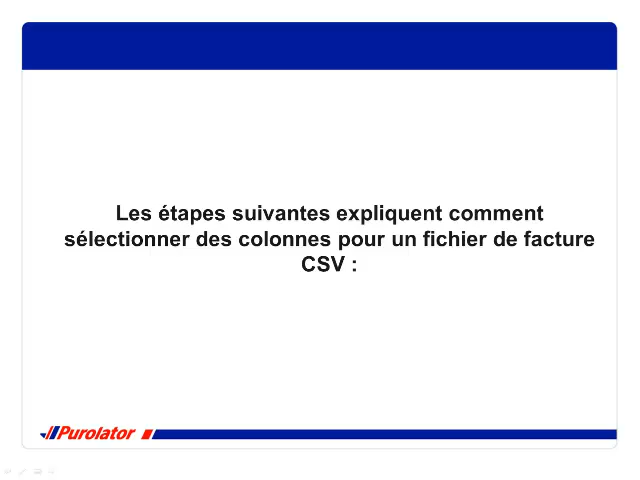 Les étapes suivantes expliquent comment
sélectionner des colonnes pour un fichier de facture
CSV :
Purolator